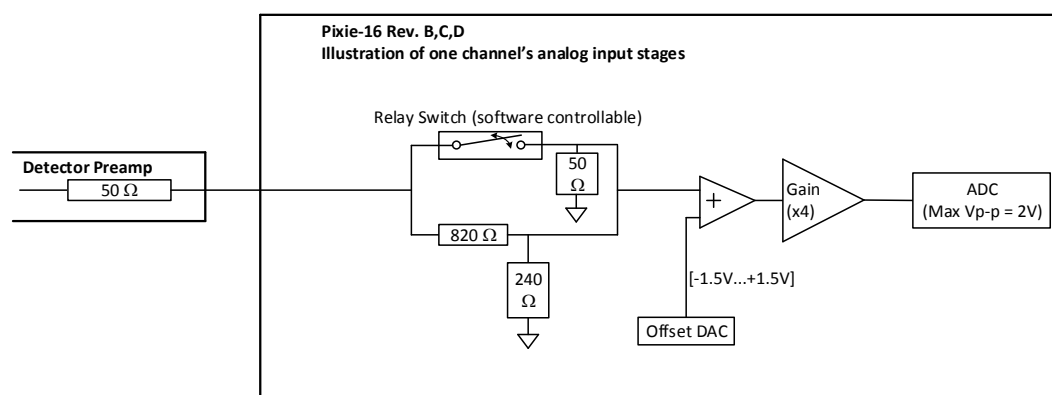 Pixie-16 Rev. B,C,D
Illustration of one channel's analog input stages
Relay Switch (software controllable)
Detector Preamp
50 Ω
50
Ω
820 Ω
240
Ω
+
Gain
(x4)
ADC
(Max Vp-p = 2V)
[-1.5V...+1.5V]
Offset DAC